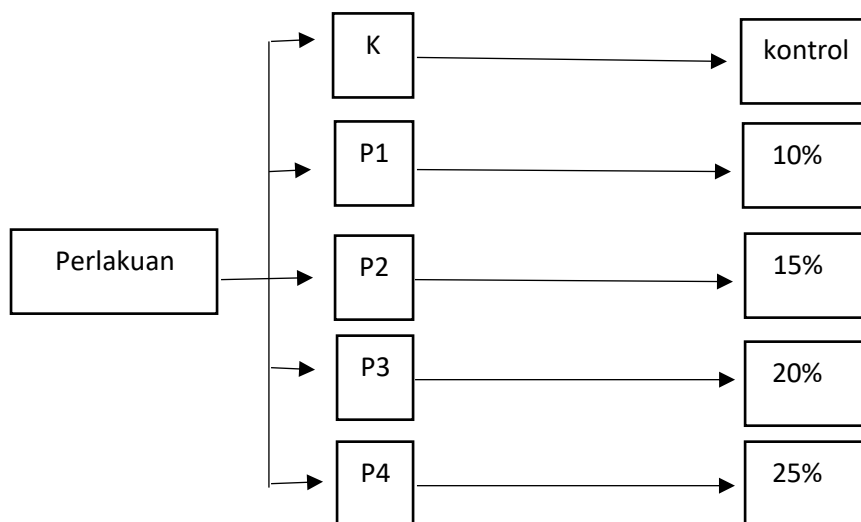 K
kontrol
P1
10%
Perlakuan
P2
15%
P3
20%
P4
25%